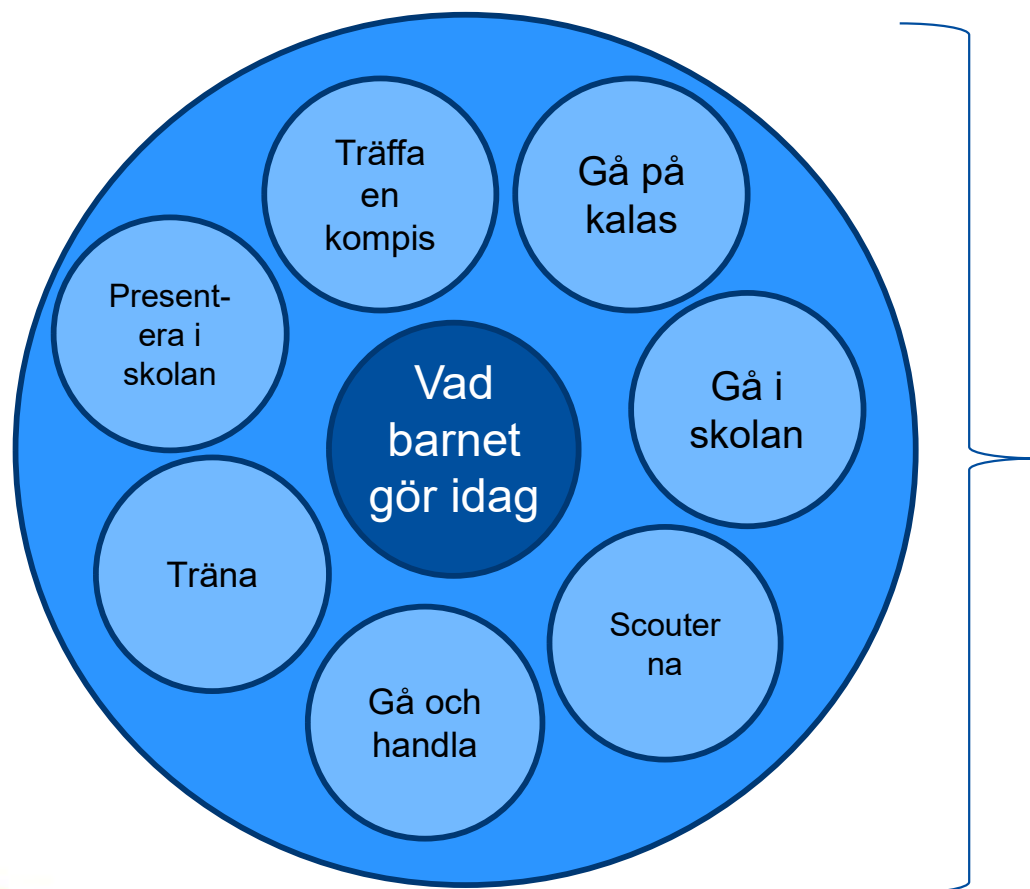 Träffa
en
kompis
Gå på
kalas
Present-
era i
skolan
Vad
barnet
gör idag
Gå i
skolan
Träna
Scouter
na
Gå och
handla